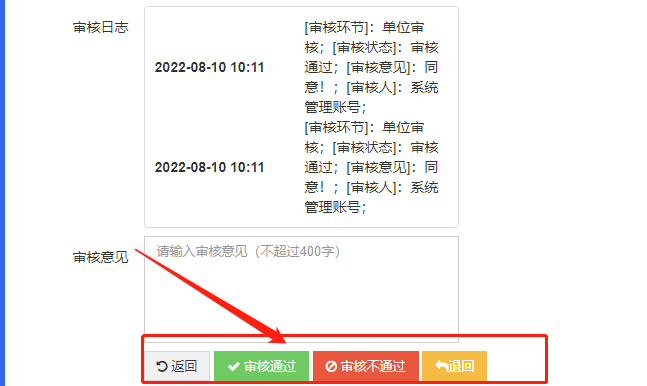 审核日志
2022-08-10 10:11
[审核环节]：单位审
核；[审核状态]：审核
通过；[审核意见]：同
意！；[审核人]：系统
管理账号；
2022-08-10 10:11
[审核环节]：单位审
核；[审核状态]：审核
通过；[审核意见]：同
意！；[审核人]：系统
管理账号；
审核意见
请输入审核意见（不超过400字）
返回 审核通过 审核不通过 退回